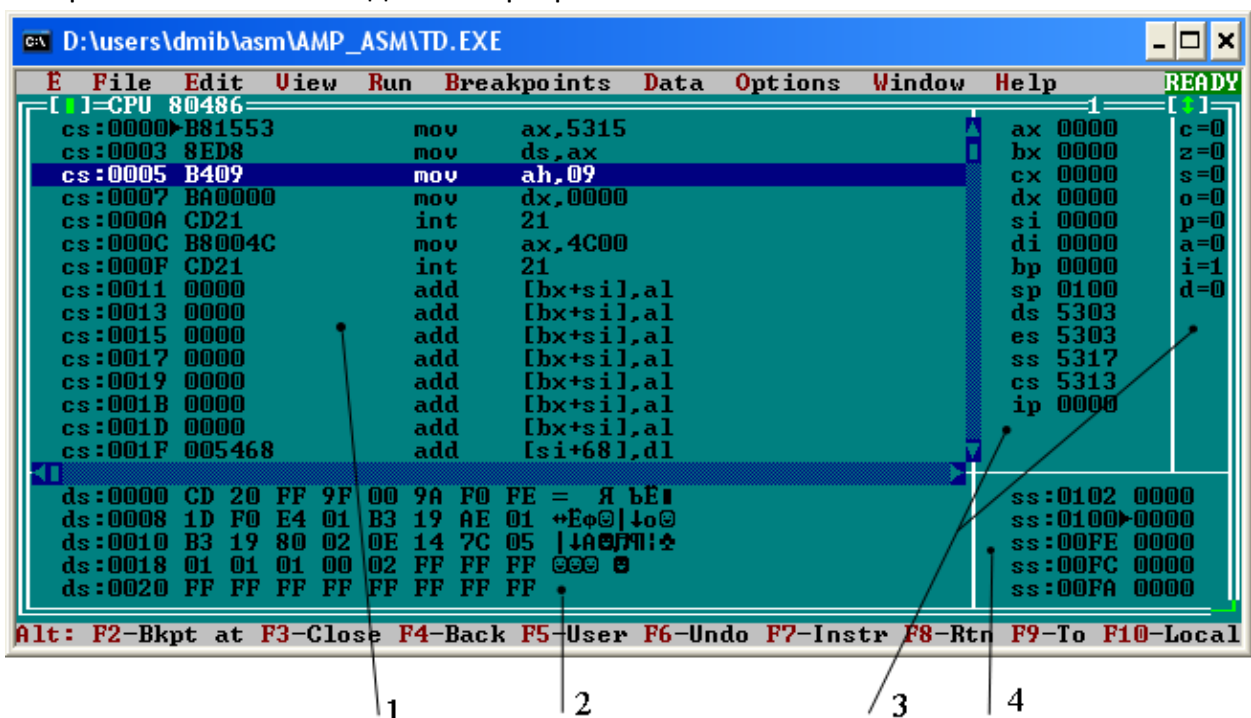 D:\users\dmib\asm\AMP_ASM\TD.EXE
Ё File Edit View Run Breakpoints Data Options Window Help READY
[▮]=CPU 80486 1 [↕]
cs:0000►B81553 mov ax,5315 ax 0000 c=0
cs:0003 8ED8 mov ds,ax bx 0000 z=0
cs:0005 B409 mov ah,09 cx 0000 s=0
cs:0007 BA0000 mov dx,0000 dx 0000 o=0
cs:000A CD21 int 21 si 0000 p=0
cs:000C B8004C mov ax,4C00 di 0000 a=0
cs:000F CD21 int 21 bp 0000 i=1
cs:0011 0000 add [bx+si],al sp 0100 d=0
cs:0013 0000 add [bx+si],al ds 5303
cs:0015 0000 add [bx+si],al es 5303
cs:0017 0000 add [bx+si],al ss 5317
cs:0019 0000 add [bx+si],al cs 5313
cs:001B 0000 add [bx+si],al ip 0000
cs:001D 0000 add [bx+si],al
cs:001F 005468 add [si+68],dl
ds:0000 CD 20 FF 9F 00 9A F0 FE = Я ЪЁ■ ss:0102 0000
ds:0008 1D F0 E4 01 B3 19 AE 01 ↔Ёф☺│↓о☺ ss:0100►0000
ds:0010 B3 19 80 02 0E 14 7C 05 │↓А☻♫¶|♣ ss:00FE 0000
ds:0018 01 01 01 00 02 FF FF FF ☺☺☺ ☻ ss:00FC 0000
ds:0020 FF FF FF FF FF FF FF FF ss:00FA 0000
Alt: F2-Bkpt at F3-Close F4-Back F5-User F6-Undo F7-Instr F8-Rtn F9-To F10-Local
1 2 3 4